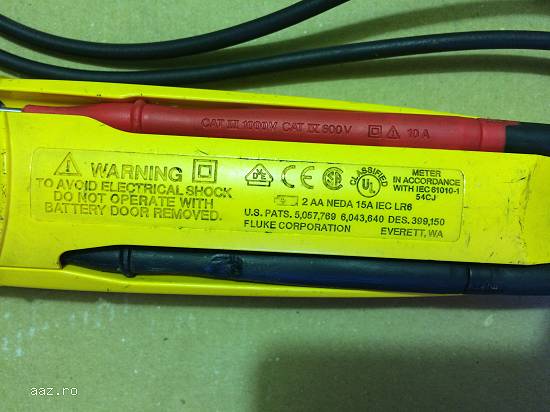 CAT III 1000V CAT IV 600V ⚠ 10 A
⚠ WARNING
TO AVOID ELECTRICAL SHOCK
DO NOT OPERATE WITH
BATTERY DOOR REMOVED.
VDE CE SA CLASSIFIED UL
METER
IN ACCORDANCE
WITH IEC 61010-1
54CJ
2 AA NEDA 15A IEC LR6
U.S. PATS. 5,057,769 6,043,640 DES. 399,150
FLUKE CORPORATION EVERETT, WA
aaz.ro